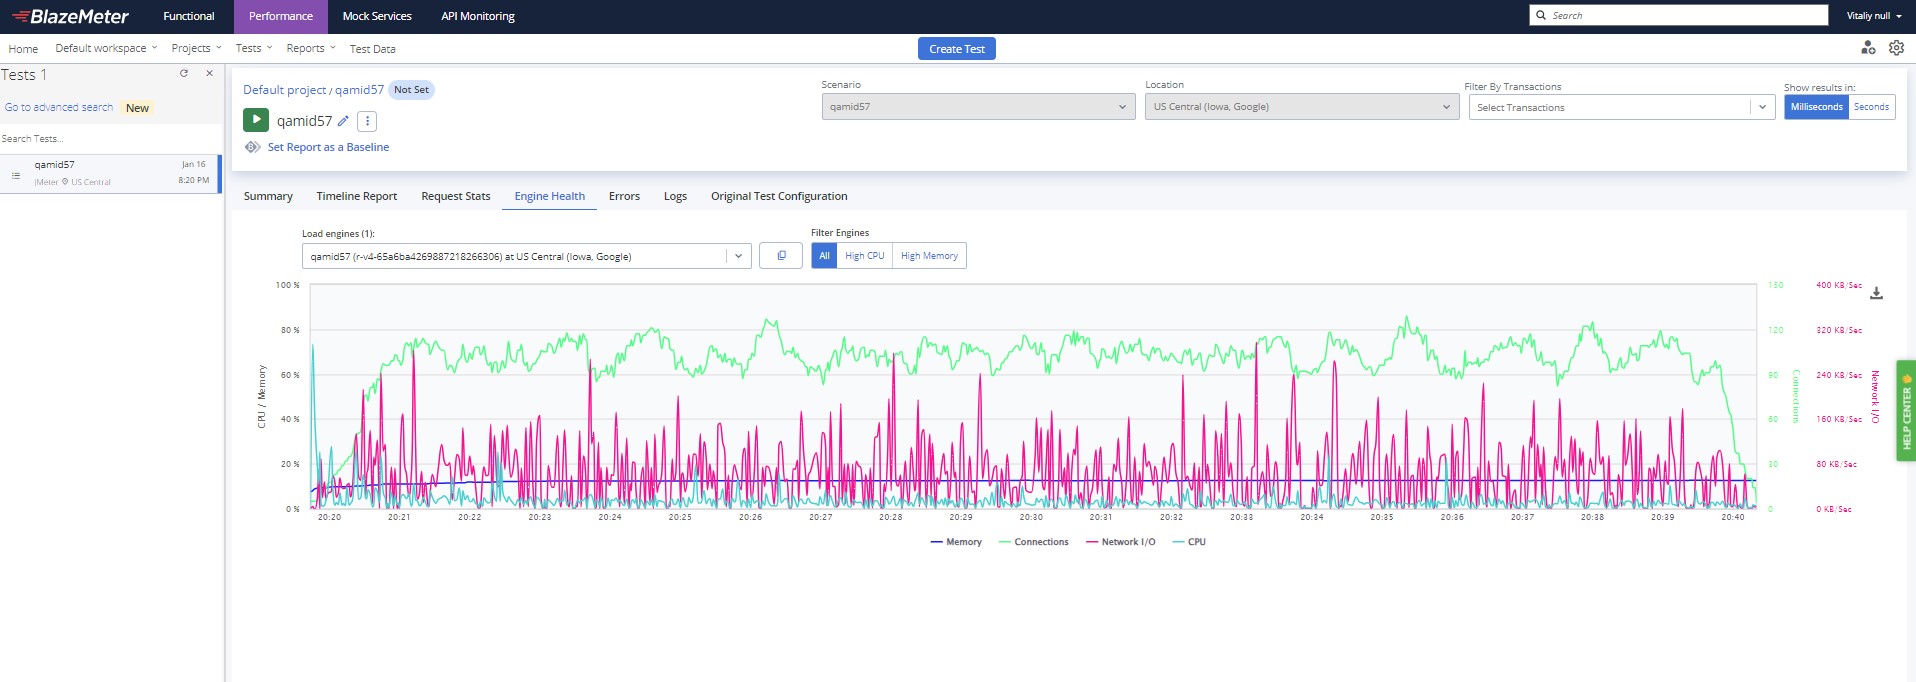 BlazeMeter Functional Performance Mock Services API Monitoring Search Vitaliy null
Home Default workspace Projects Tests Reports Test Data Create Test
Tests 1
Go to advanced search New
Search Tests...
qamid57 Jan 16
JMeter US Central 8:20 PM
Default project / qamid57 Not Set
qamid57
Set Report as a Baseline
Scenario
qamid57
Location
US Central (Iowa, Google)
Filter By Transactions
Select Transactions
Show results in:
Milliseconds Seconds
Summary Timeline Report Request Stats Engine Health Errors Logs Original Test Configuration
Load engines (1):
qamid57 (r-v4-65a6ba4269887218266306) at US Central (Iowa, Google)
Filter Engines
All High CPU High Memory
100 % 150 400 KB/Sec
80 % 120 320 KB/Sec
60 % 90 240 KB/Sec
40 % 60 160 KB/Sec
20 % 30 80 KB/Sec
0 % 0 0 KB/Sec
CPU / Memory
Connections
Network I/O
20:20 20:21 20:22 20:23 20:24 20:25 20:26 20:27 20:28 20:29 20:30 20:31 20:32 20:33 20:34 20:35 20:36 20:37 20:38 20:39 20:40
Memory Connections Network I/O CPU
HELP CENTER